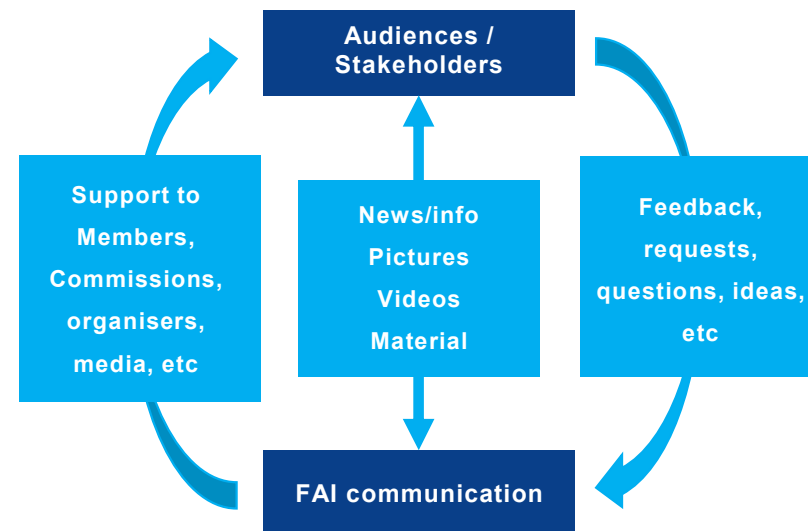 Audiences /
Stakeholders
Support to
Members,
Commissions,
organisers,
media, etc
News/info
Pictures
Videos
Material
Feedback,
requests,
questions, ideas,
etc
FAI communication